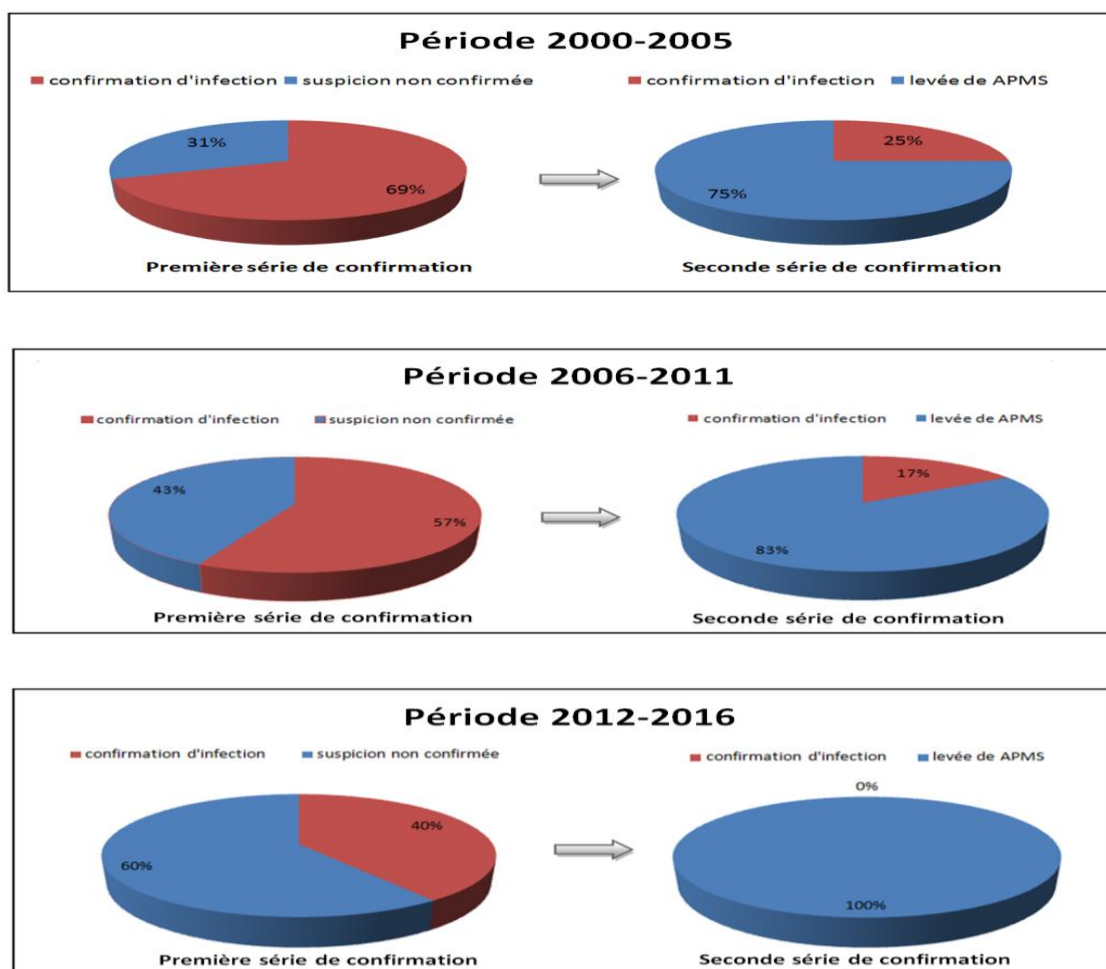 Période 2000-2005
confirmation d'infection suspicion non confirmée
confirmation d'infection levée de APMS
31%
69%
25%
75%
Première série de confirmation
Seconde série de confirmation
Période 2006-2011
confirmation d'infection suspicion non confirmée
confirmation d'infection levée de APMS
43%
57%
17%
83%
Première série de confirmation
Seconde série de confirmation
Période 2012-2016
confirmation d'infection suspicion non confirmée
confirmation d'infection levée de APMS
40%
60%
0%
100%
Première série de confirmation
Seconde série de confirmation